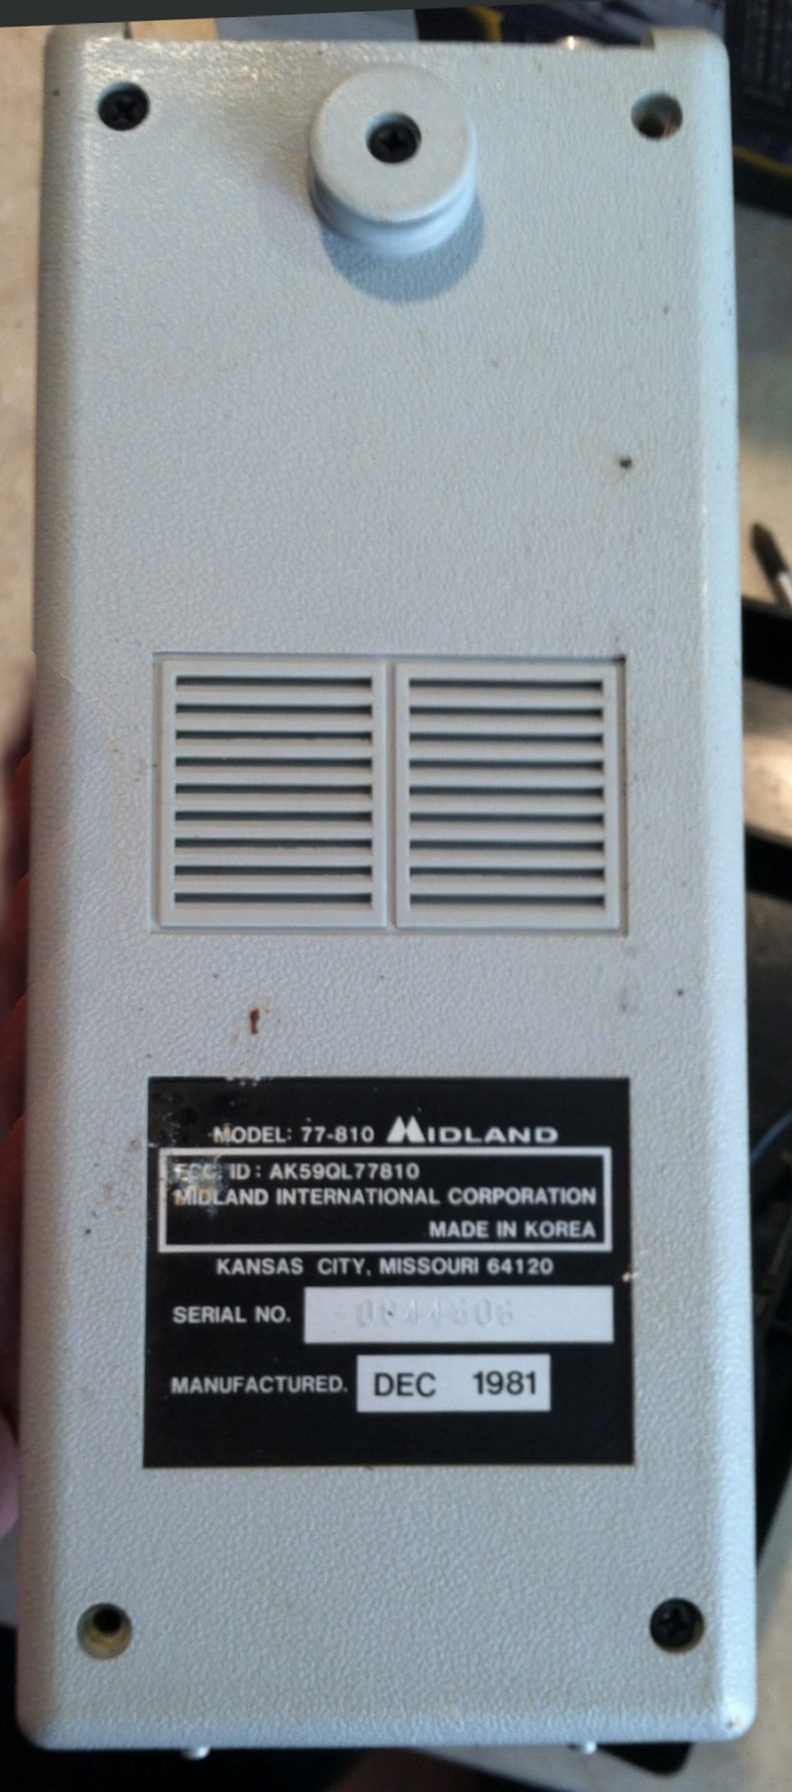 MODEL: 77-810 MIDLAND
FCC ID: AK59QL77810
MIDLAND INTERNATIONAL CORPORATION
MADE IN KOREA
KANSAS CITY, MISSOURI 64120
SERIAL NO.
MANUFACTURED. DEC 1981